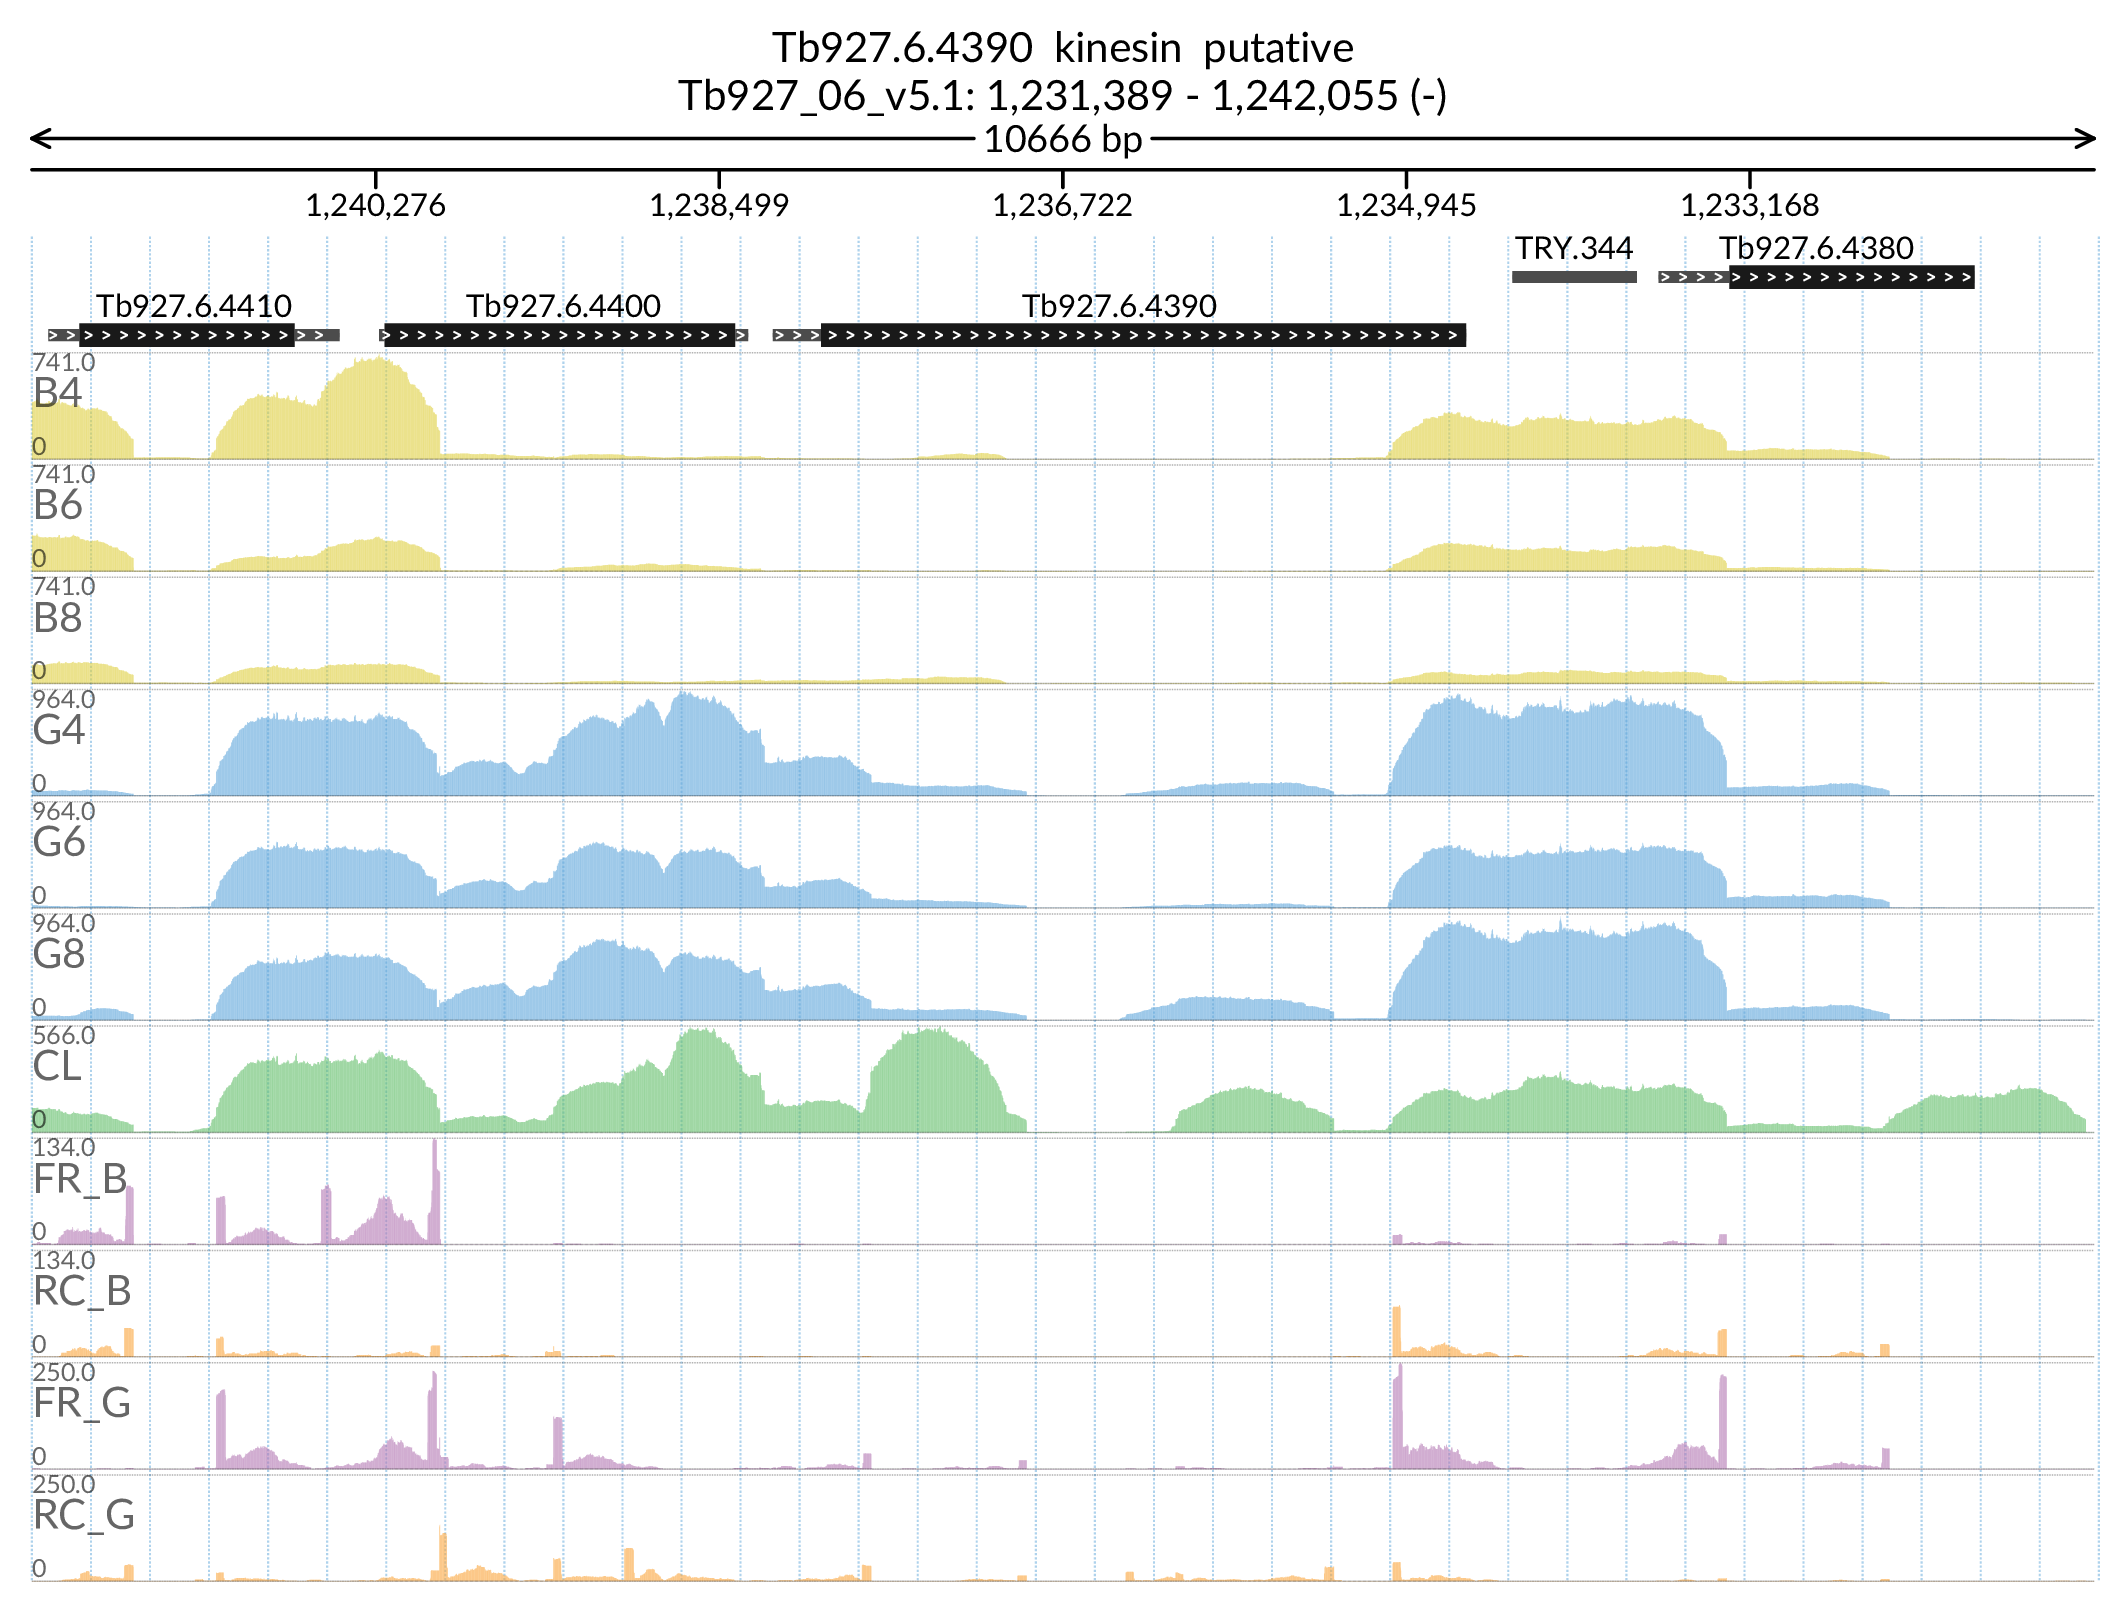 Tb927.6.4390 kinesin putative
Tb927_06_v5.1: 1,231,389 - 1,242,055 (-)
10666 bp
1,240,276 1,238,499 1,236,722 1,234,945 1,233,168
TRY.344 Tb927.6.4380
Tb927.6.4410 Tb927.6.4400 Tb927.6.4390
741.0
B4
0
741.0
B6
0
741.0
B8
0
964.0
G4
0
964.0
G6
0
964.0
G8
0
566.0
CL
0
134.0
FR_B
0
134.0
RC_B
0
250.0
FR_G
0
250.0
RC_G
0